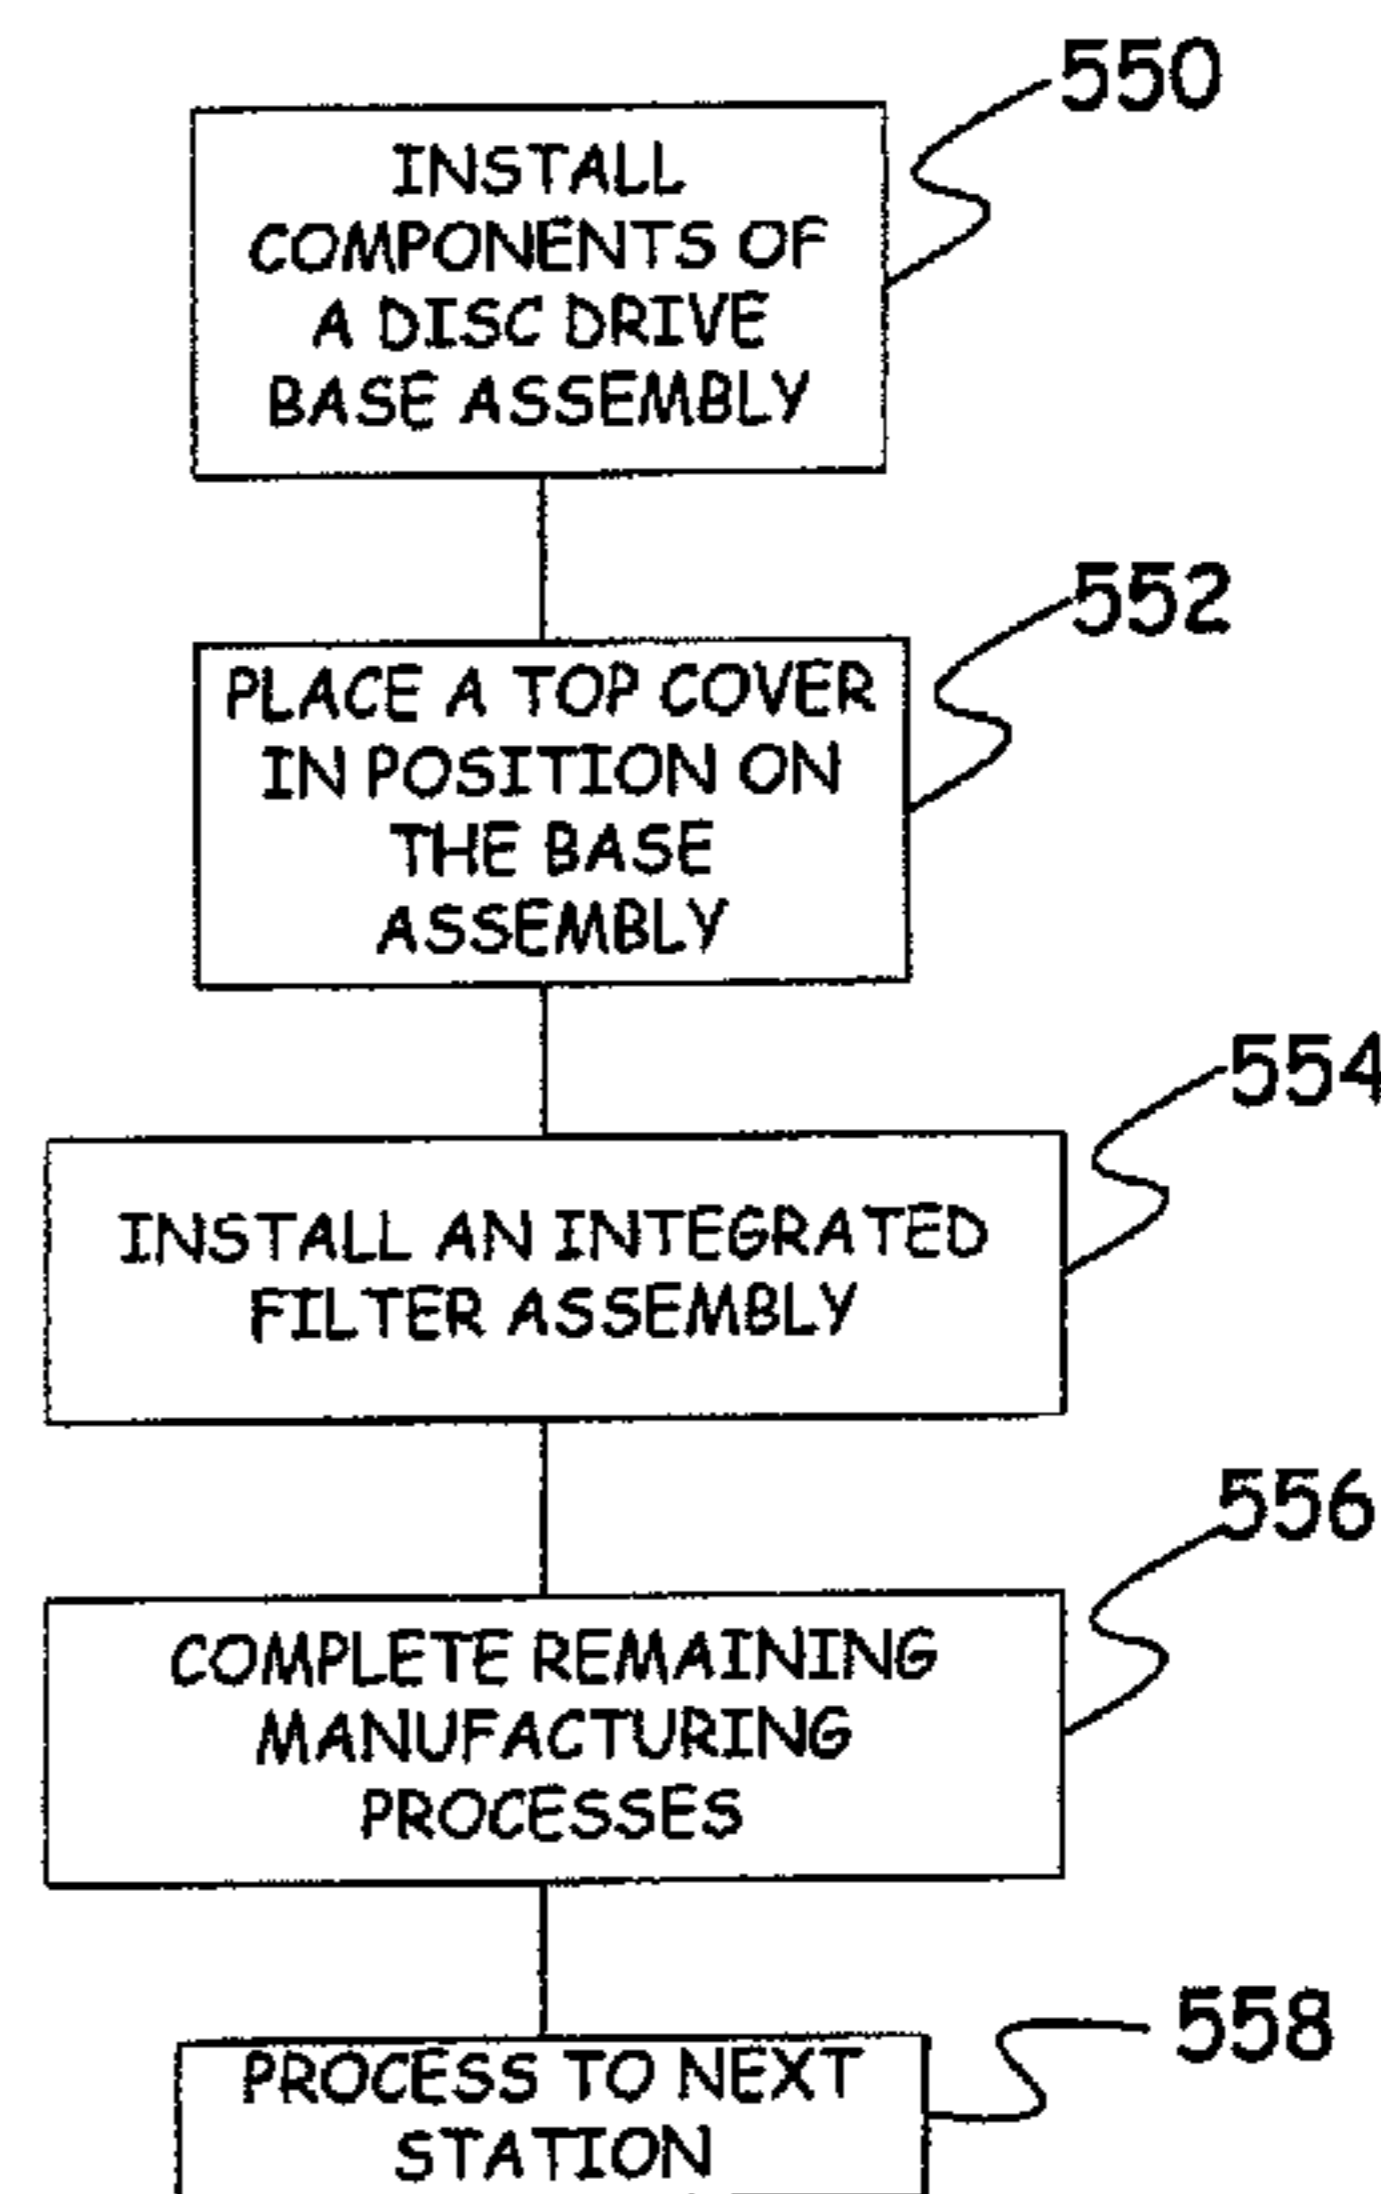 550
INSTALL
COMPONENTS OF
A DISC DRIVE
BASE ASSEMBLY
552
PLACE A TOP COVER
IN POSITION ON
THE BASE
ASSEMBLY
554
INSTALL AN INTEGRATED
FILTER ASSEMBLY
556
COMPLETE REMAINING
MANUFACTURING
PROCESSES
558
PROCESS TO NEXT
STATION